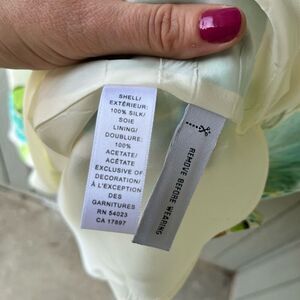 SHELL/
EXTÉRIEUR:
100% SILK/
SOIE
LINING/
DOUBLURE:
100%
ACETATE/
ACÉTATE
EXCLUSIVE OF
DECORATION/
À L'EXCEPTION
DES
GARNITURES
RN 54023
CA 17897
REMOVE BEFORE WEARING